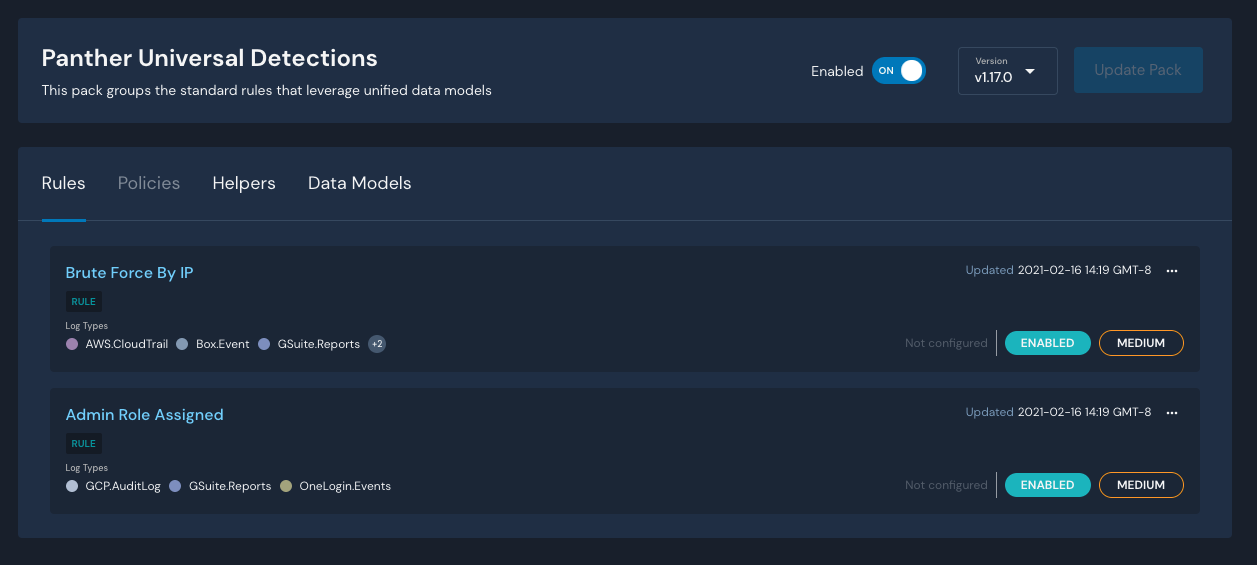 Panther Universal Detections
This pack groups the standard rules that leverage unified data models
Enabled ON
Version
v1.17.0
Update Pack
Rules Policies Helpers Data Models
Brute Force By IP
Updated 2021-02-16 14:19 GMT-8
RULE
Log Types
AWS.CloudTrail Box.Event GSuite.Reports +2
Not configured ENABLED MEDIUM
Admin Role Assigned
Updated 2021-02-16 14:19 GMT-8
RULE
Log Types
GCP.AuditLog GSuite.Reports OneLogin.Events
Not configured ENABLED MEDIUM